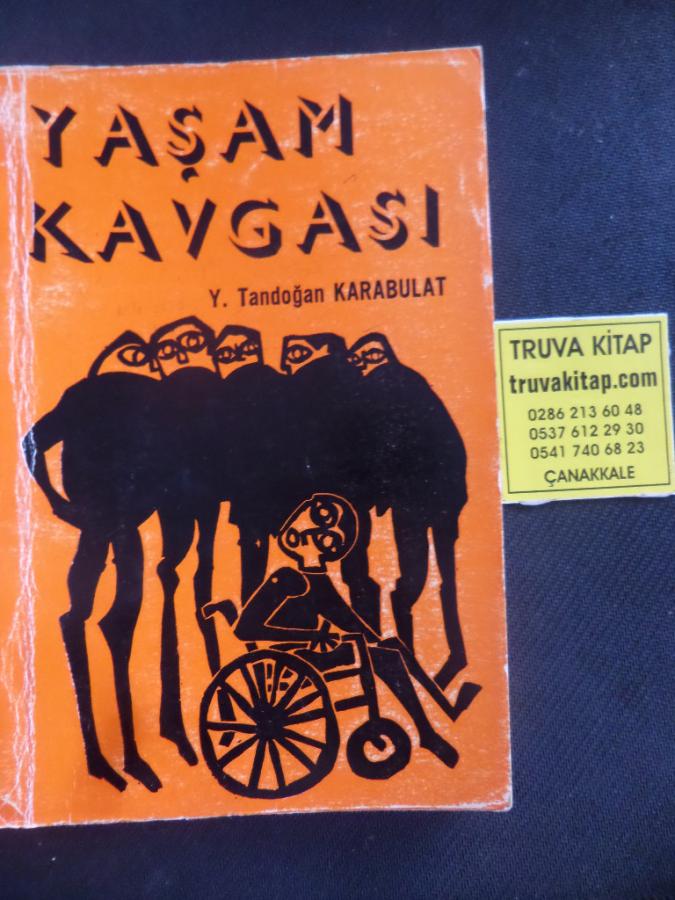 YAŞAM
KAVGASI
Y. Tandoğan KARABULAT
TRUVA KİTAP
truvakitap.com
0286 213 60 48
0537 612 29 30
0541 740 68 23
ÇANAKKALE